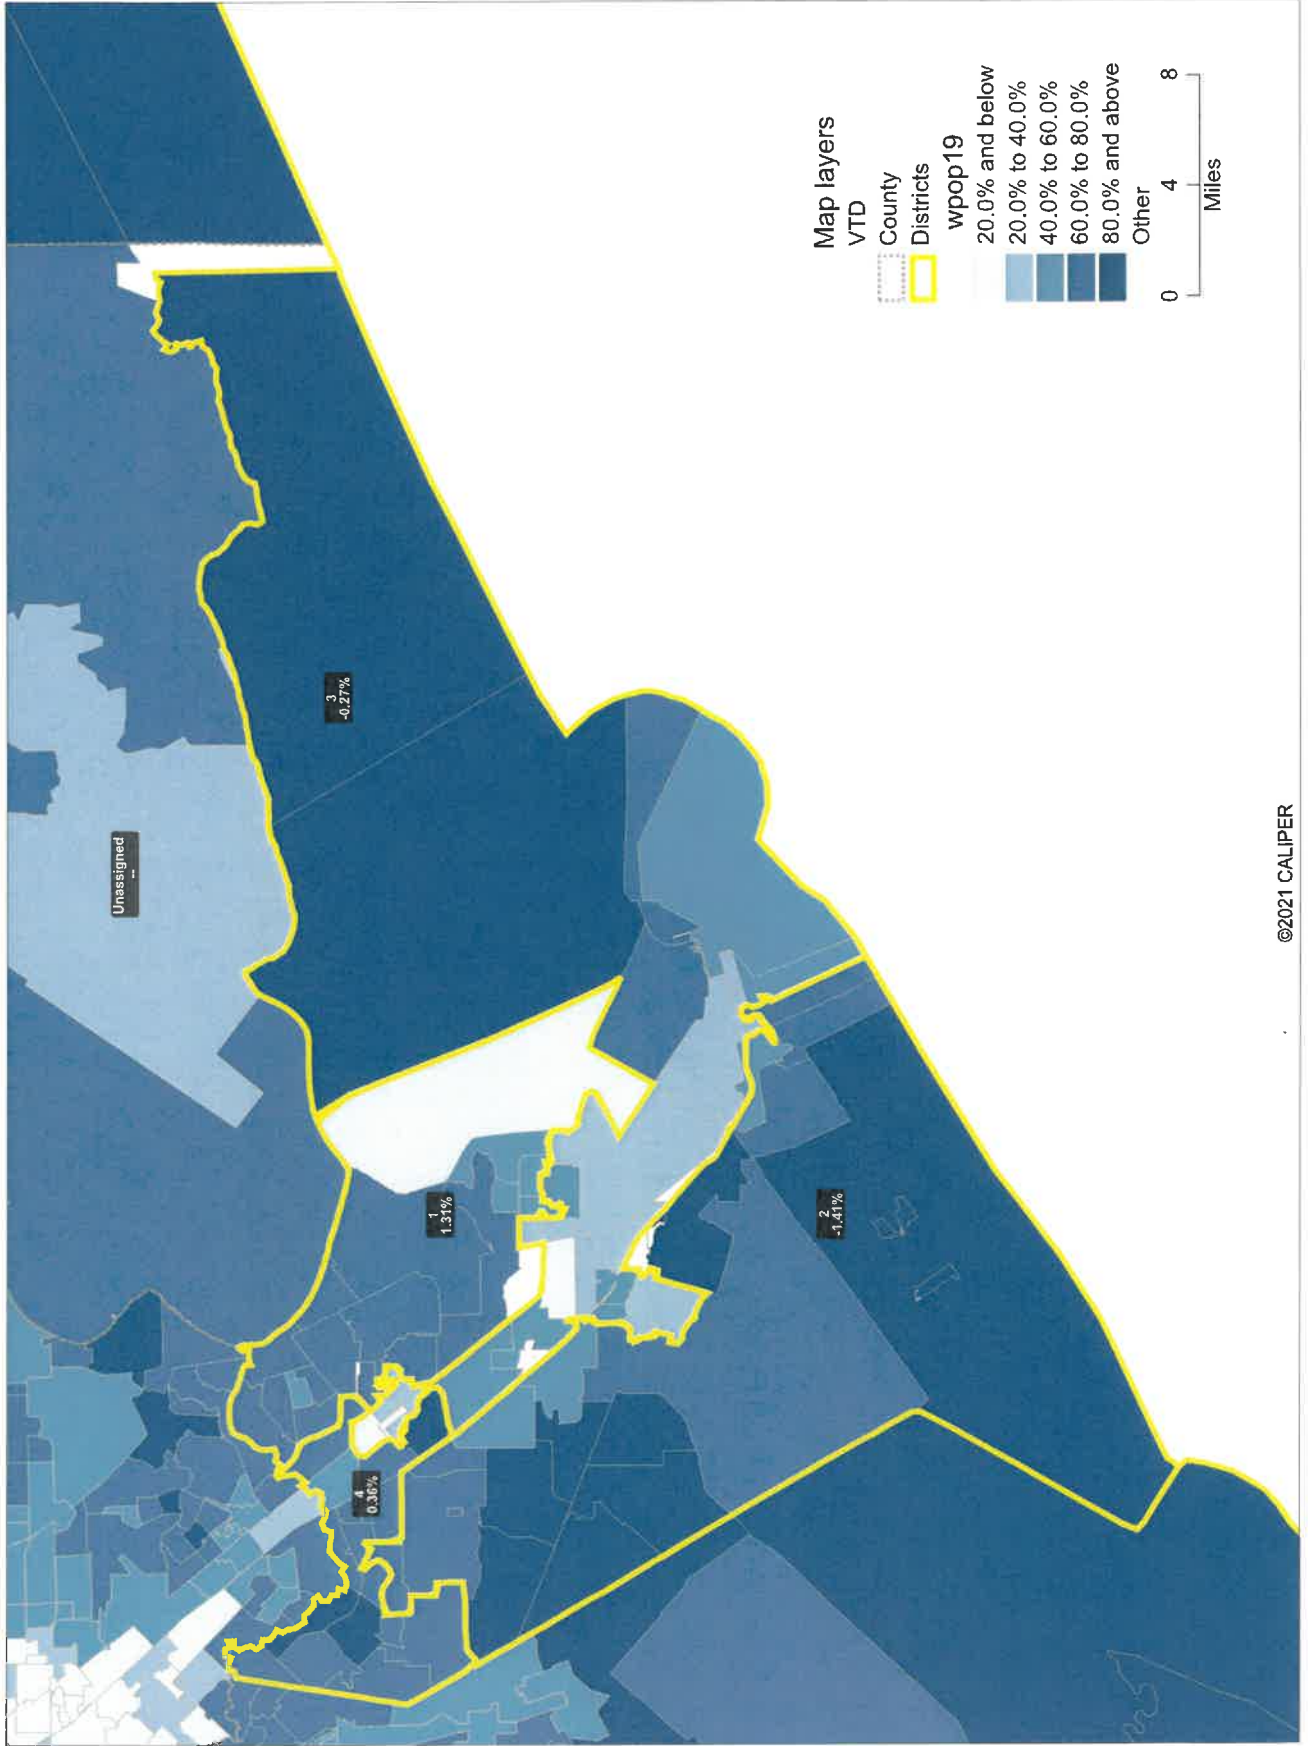 Unassigned
--
3
-0.27%
1
1.31%
4
0.36%
2
-1.41%
Map layers
VTD
County
Districts
wpop19
20.0% and below
20.0% to 40.0%
40.0% to 60.0%
60.0% to 80.0%
80.0% and above
Other
0 4 8
Miles
©2021 CALIPER